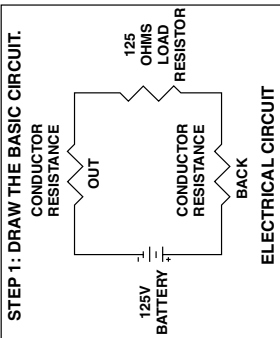 STEP 1: DRAW THE BASIC CIRCUIT.
CONDUCTOR
RESISTANCE
OUT
125V
BATTERY
-
+
125
OHMS
LOAD
RESISTOR
CONDUCTOR
RESISTANCE
BACK
ELECTRICAL CIRCUIT